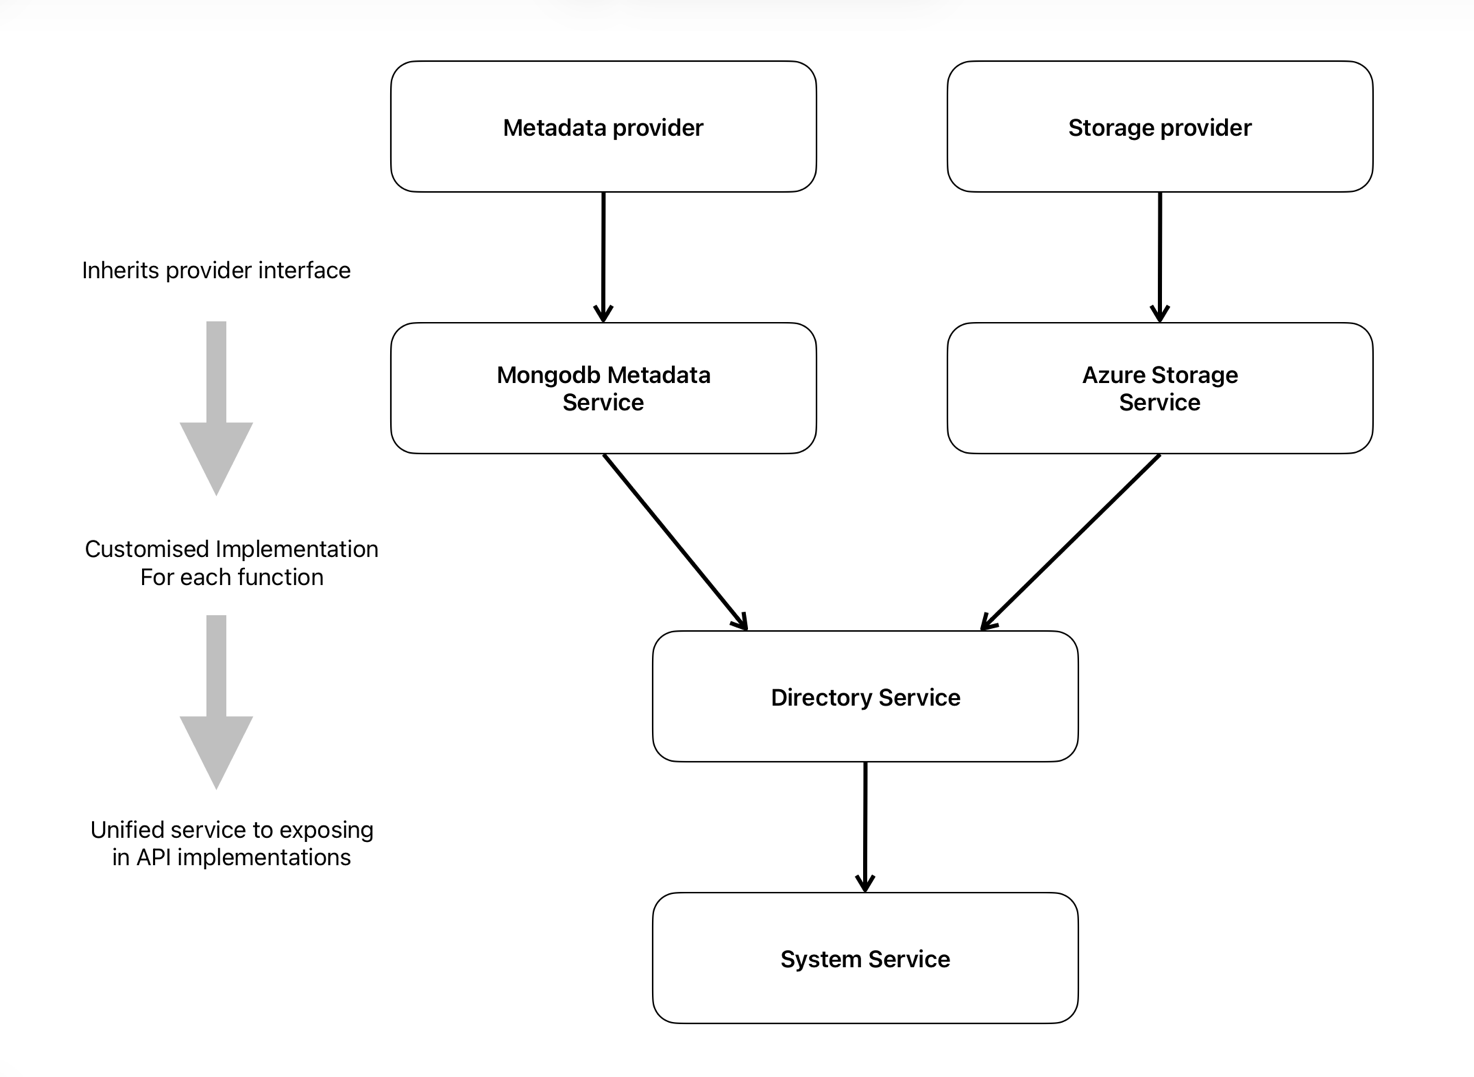 Metadata provider
Storage provider
Inherits provider interface
Mongodb Metadata
Service
Azure Storage
Service
Customised Implementation
For each function
Directory Service
Unified service to exposing
in API implementations
System Service